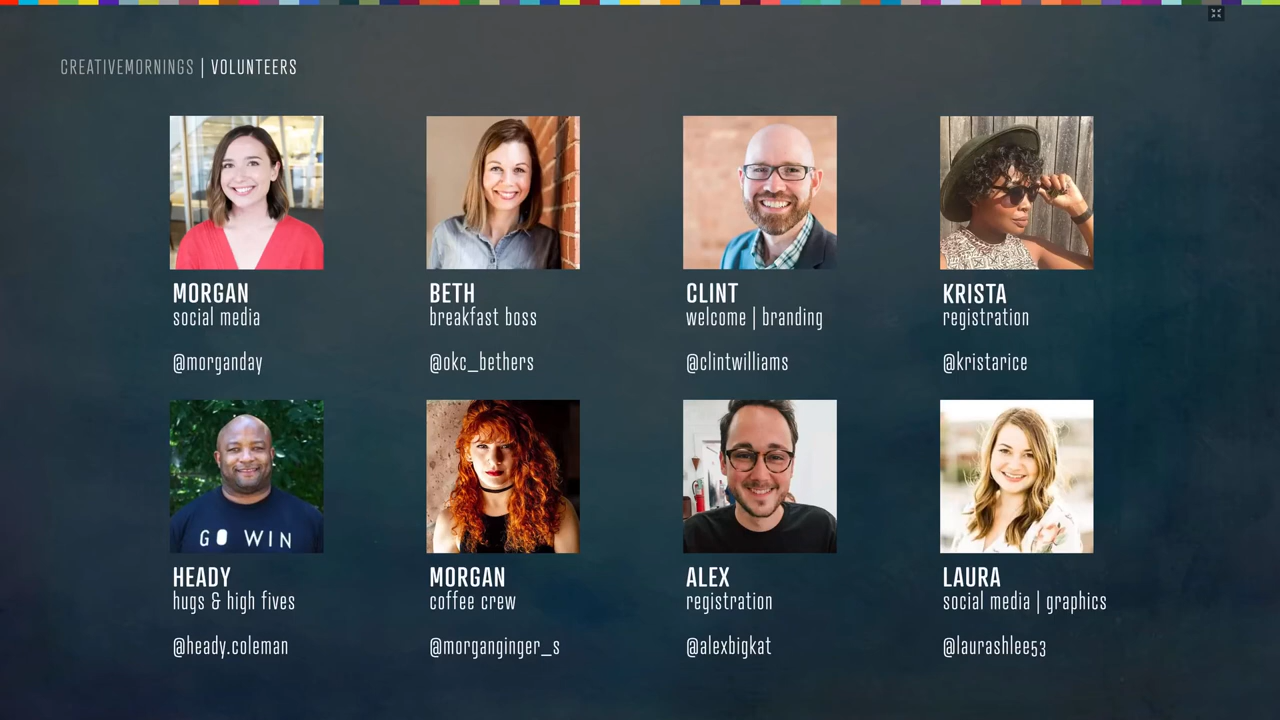 CREATIVEMORNINGS | VOLUNTEERS
MORGAN
social media
@morganday
BETH
breakfast boss
@okc_bethers
CLINT
welcome | branding
@clintwilliams
KRISTA
registration
@kristarice
GO WIN
HEADY
hugs & high fives
@heady.coleman
MORGAN
coffee crew
@morganginger_s
ALEX
registration
@alexbigkat
LAURA
social media | graphics
@laurashlee53